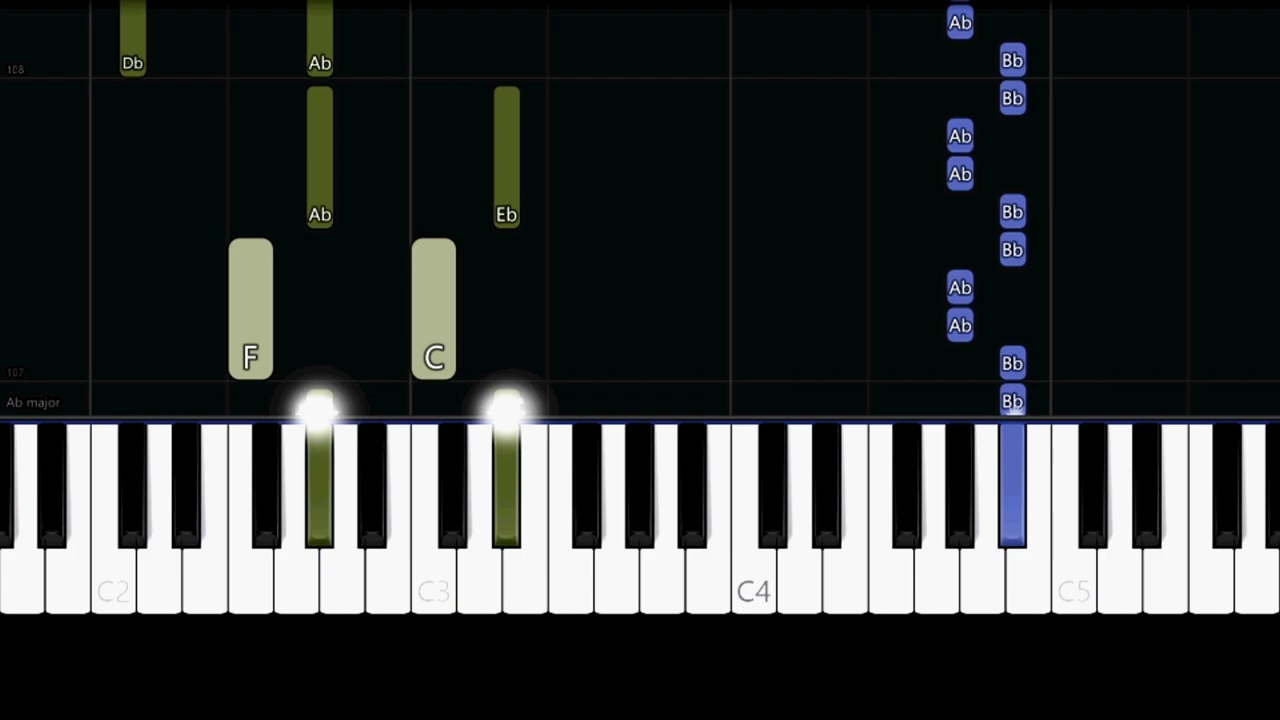 Ab
Db Ab Bb
108
Bb
Ab
Ab
Ab Eb Bb
Bb
Ab
Ab
F C Bb
107
Ab major Bb
C2 C3 C4 C5